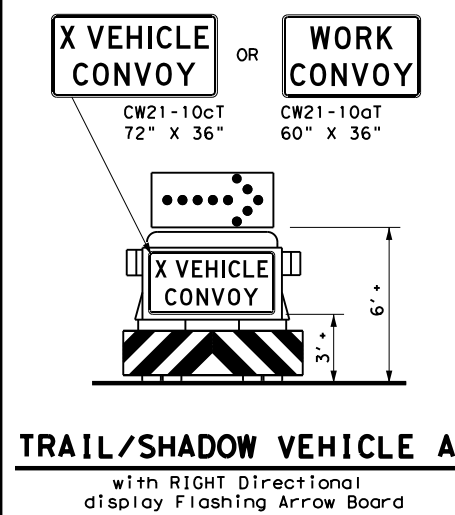 X VEHICLE
CONVOY
OR
WORK
CONVOY
CW21-10cT
72" X 36"
CW21-10aT
60" X 36"
X VEHICLE
CONVOY
6'+
3'+
TRAIL/SHADOW VEHICLE A
with RIGHT Directional
display Flashing Arrow Board